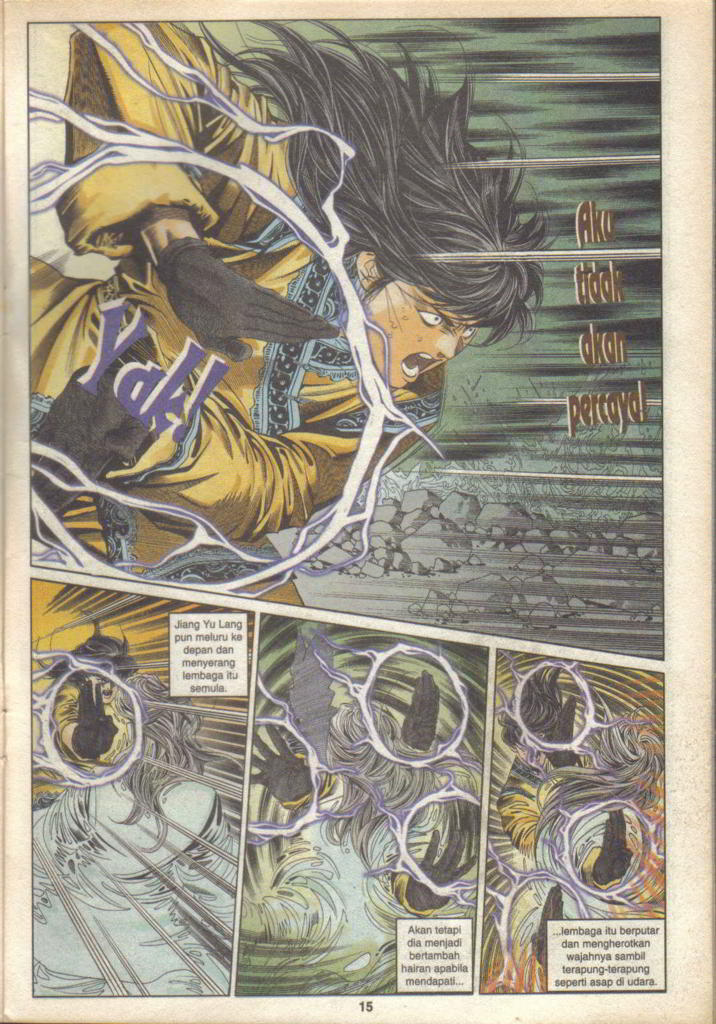 Aku
tidak
akan
percaya!
Yak!
Jiang Yu Lang
pun meluru ke
depan dan
menyerang
lembaga itu
semula.
Akan tetapi
dia menjadi
bertambah
hairan apabila
mendapati...
...lembaga itu berputar
dan mengherotkan
wajahnya sambil
terapung-terapung
seperti asap di udara.
15